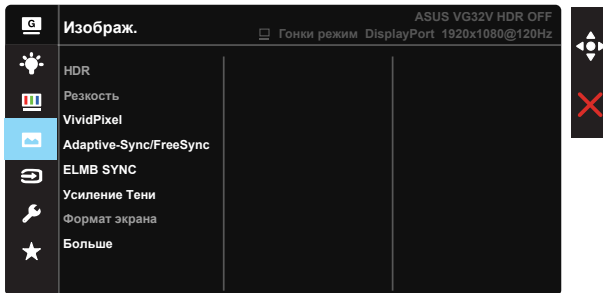 G
Изображ.
ASUS VG32V HDR OFF
Гонки режим DisplayPort 1920x1080@120Hz
HDR
Резкость
VividPixel
Adaptive-Sync/FreeSync
ELMB SYNC
Усиление Тени
Формат экрана
Больше